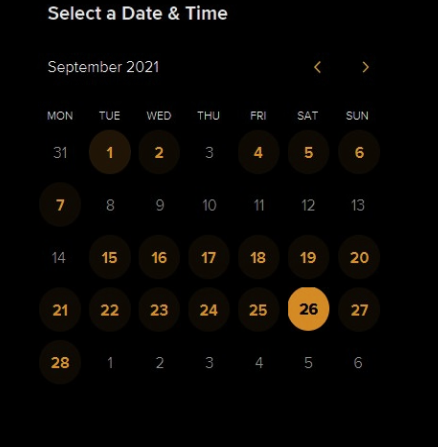 Select a Date & Time
September 2021
MON TUE WED THU FRI SAT SUN
31 1 2 3 4 5 6
7 8 9 10 11 12 13
14 15 16 17 18 19 20
21 22 23 24 25 26 27
28 1 2 3 4 5 6